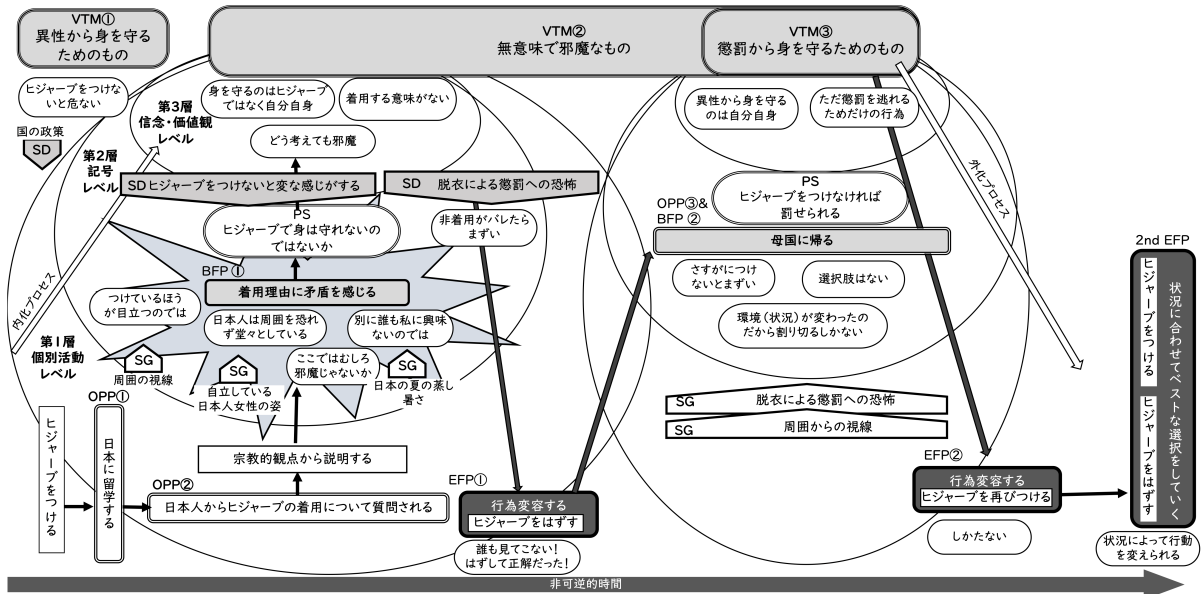 VTM①
異性から身を守る
ためのもの
VTM②
無意味で邪魔なもの
VTM③
懲罰から身を守るためのもの
ヒジャーブをつけな
いと危ない
国の政策
SD
第3層
信念・価値観
レベル
身を守るのはヒジャーブ
ではなく自分自身
着用する意味がない
どう考えても邪魔
第2層
記号
レベル
SDヒジャーブをつけないと変な感じがする
SD 脱衣による懲罰への恐怖
PS
ヒジャーブで身は守れないの
ではないか
非着用がバレたら
まずい
BFP ①
着用理由に矛盾を感じる
内化プロセス
つけているほう
が目立つのでは
日本人は周囲を恐れ
ず堂々としている
別に誰も私に興味
ないのでは
第1層
個別活動
レベル
SG
周囲の視線
SG
自立している
日本人女性の姿
ここではむしろ
邪魔じゃないか
SG
日本の夏の蒸し
暑さ
異性から身を守る
のは自分自身
ただ懲罰を逃れる
ためだけの行為
外化プロセス
PS
ヒジャーブをつけなければ
罰せられる
OPP③&
BFP ②
母国に帰る
さすがにつけ
ないとまずい
選択肢はない
環境(状況)が変わったの
だから割り切るしかない
SG 脱衣による懲罰への恐怖
SG 周囲からの視線
ヒジャーブをつける
OPP①
日本に留学する
宗教的観点から説明する
OPP②
日本人からヒジャーブの着用について質問される
EFP①
行為変容する
ヒジャーブをはずす
誰も見てこない!
はずして正解だった!
EFP②
行為変容する
ヒジャーブを再びつける
しかたない
2nd EFP
状況に合わせてベストな選択をしていく
ヒジャーブをつける
ヒジャーブをはずす
状況によって行動
を変えられる
非可逆的時間